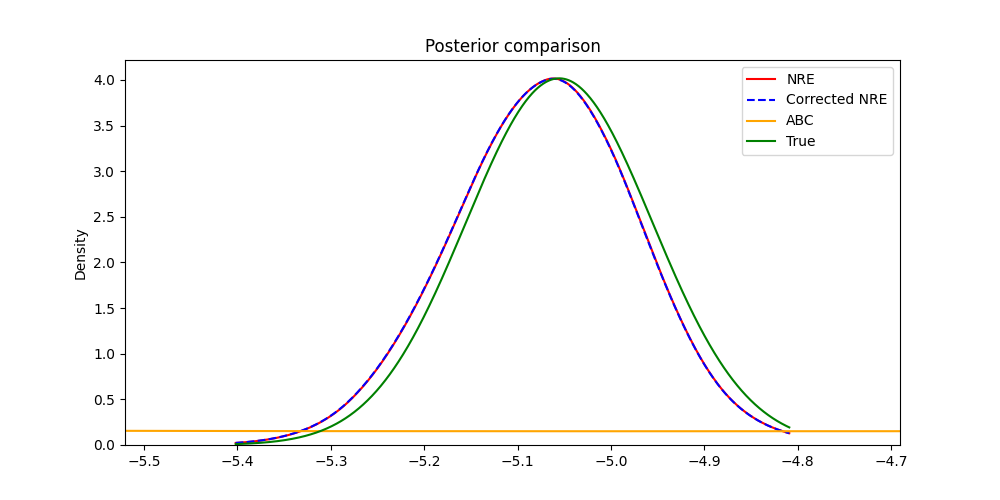 Posterior comparison
NRE
Corrected NRE
ABC
True
Density
4.0
3.5
3.0
2.5
2.0
1.5
1.0
0.5
0.0
−5.5 −5.4 −5.3 −5.2 −5.1 −5.0 −4.9 −4.8 −4.7